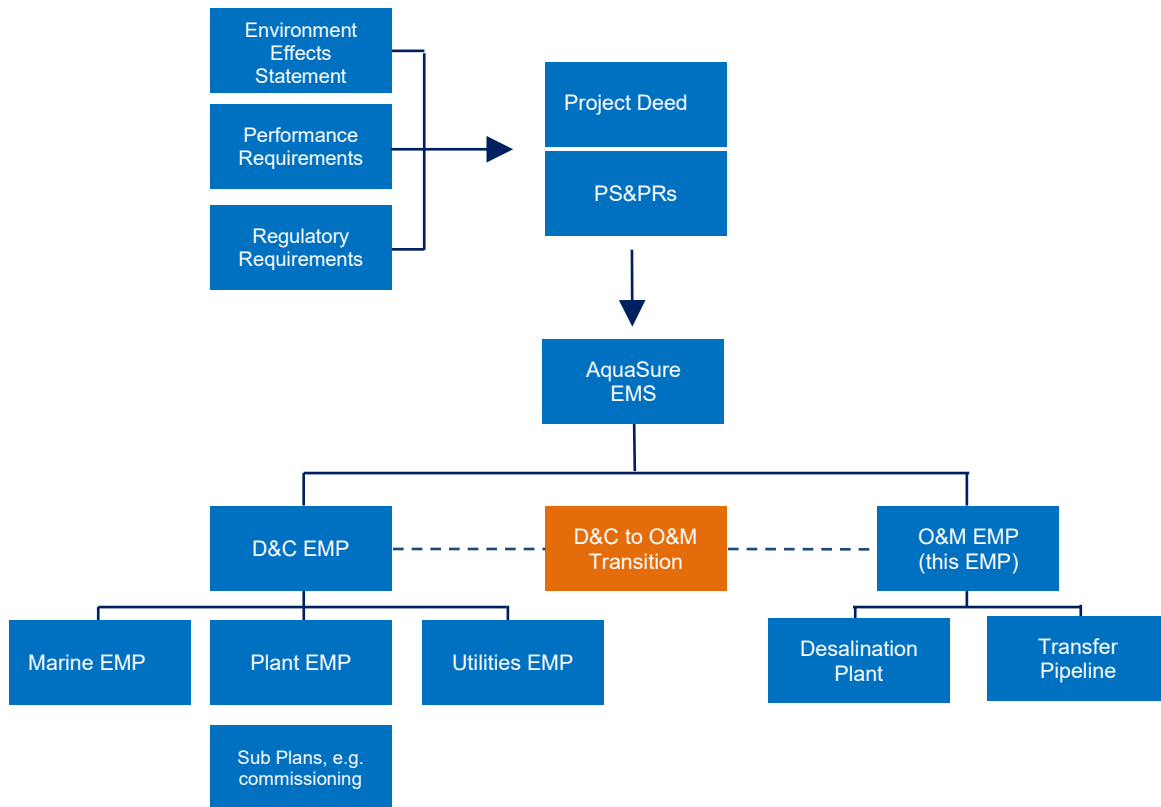 Environment
Effects
Statement
Performance
Requirements
Regulatory
Requirements
Project Deed
PS&PRs
AquaSure
EMS
D&C EMP
D&C to O&M
Transition
O&M EMP
(this EMP)
Marine EMP
Plant EMP
Utilities EMP
Desalination
Plant
Transfer
Pipeline
Sub Plans, e.g.
commissioning